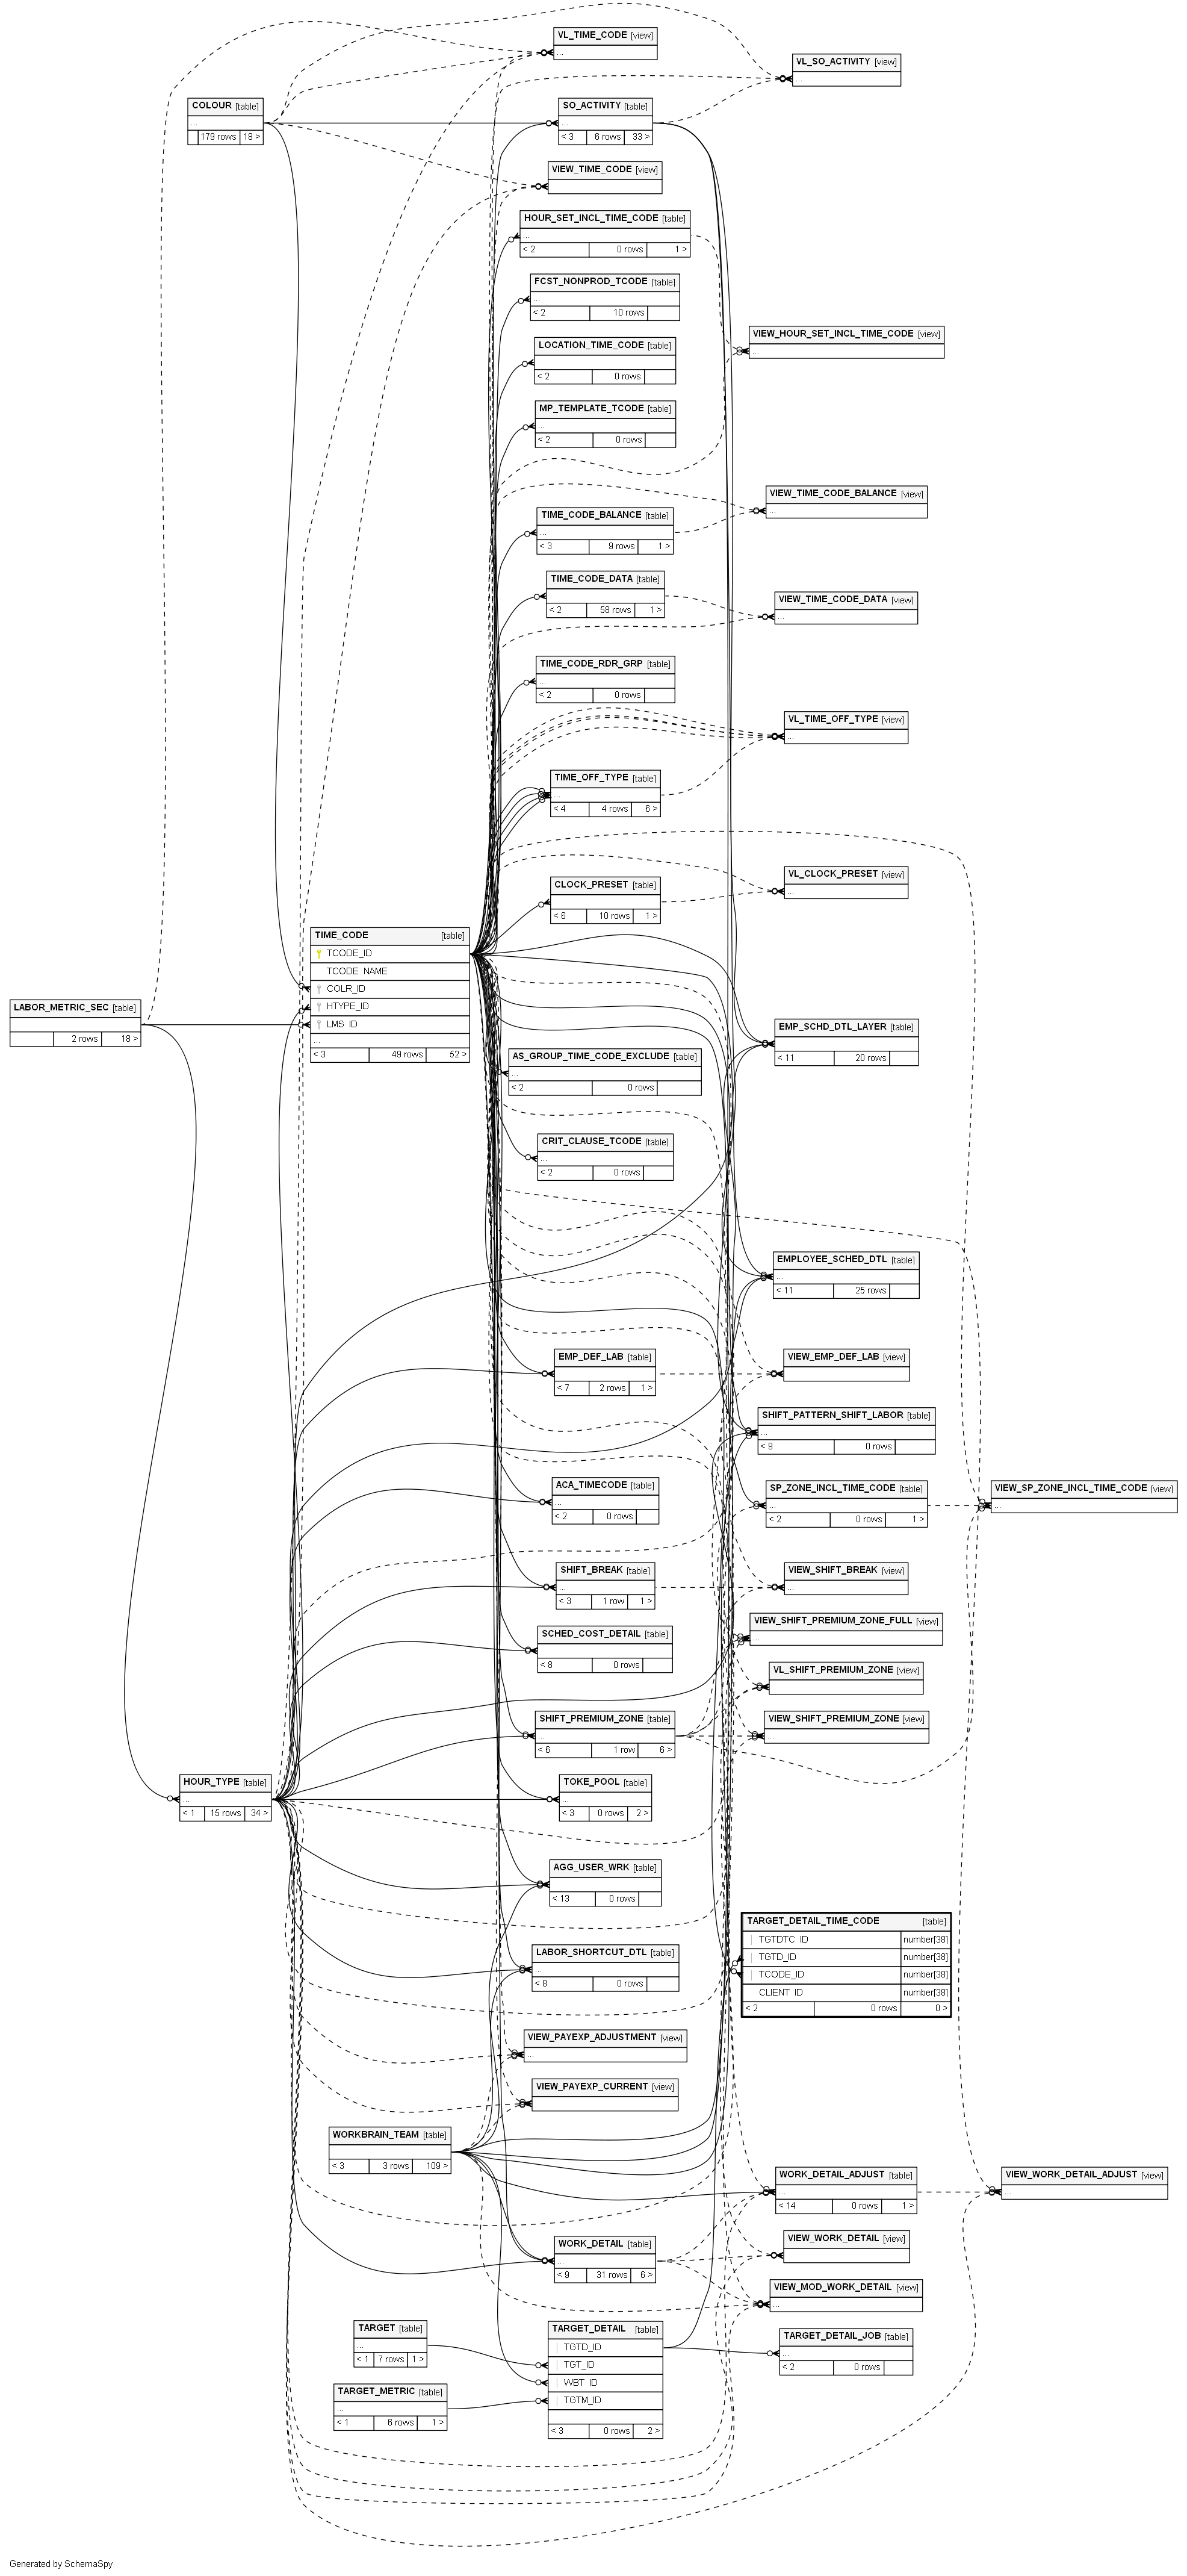 VL_TIME_CODE [view]
...
VL_SO_ACTIVITY [view]
...
COLOUR [table]
...
179 rows 18 >
SO_ACTIVITY [table]
...
< 3 6 rows 33 >
VIEW_TIME_CODE [view]
HOUR_SET_INCL_TIME_CODE [table]
...
< 2 0 rows 1 >
FCST_NONPROD_TCODE [table]
...
< 2 10 rows
VIEW_HOUR_SET_INCL_TIME_CODE [view]
...
LOCATION_TIME_CODE [table]
< 2 0 rows
MP_TEMPLATE_TCODE [table]
...
< 2 0 rows
VIEW_TIME_CODE_BALANCE [view]
...
TIME_CODE_BALANCE [table]
...
< 3 9 rows 1 >
TIME_CODE_DATA [table]
< 2 58 rows 1 >
VIEW_TIME_CODE_DATA [view]
...
TIME_CODE_RDR_GRP [table]
...
< 2 0 rows
VL_TIME_OFF_TYPE [view]
...
TIME_OFF_TYPE [table]
...
< 4 4 rows 6 >
VL_CLOCK_PRESET [view]
...
CLOCK_PRESET [table]
< 6 10 rows 1 >
TIME_CODE [table]
TCODE_ID
TCODE_NAME
COLR_ID
HTYPE_ID
LMS_ID
...
< 3 49 rows 52 >
LABOR_METRIC_SEC [table]
2 rows 18 >
EMP_SCHD_DTL_LAYER [table]
...
< 11 20 rows
AS_GROUP_TIME_CODE_EXCLUDE [table]
...
< 2 0 rows
CRIT_CLAUSE_TCODE [table]
...
< 2 0 rows
EMPLOYEE_SCHED_DTL [table]
...
< 11 25 rows
EMP_DEF_LAB [table]
...
< 7 2 rows 1 >
VIEW_EMP_DEF_LAB [view]
SHIFT_PATTERN_SHIFT_LABOR [table]
...
< 9 0 rows
ACA_TIMECODE [table]
...
< 2 0 rows
SP_ZONE_INCL_TIME_CODE [table]
...
< 2 0 rows 1 >
VIEW_SP_ZONE_INCL_TIME_CODE [view]
...
SHIFT_BREAK [table]
...
< 3 1 row 1 >
VIEW_SHIFT_BREAK [view]
...
VIEW_SHIFT_PREMIUM_ZONE_FULL [view]
...
SCHED_COST_DETAIL [table]
< 8 0 rows
VL_SHIFT_PREMIUM_ZONE [view]
SHIFT_PREMIUM_ZONE [table]
...
< 6 1 row 6 >
VIEW_SHIFT_PREMIUM_ZONE [view]
...
HOUR_TYPE [table]
...
< 1 15 rows 34 >
TOKE_POOL [table]
...
< 3 0 rows 2 >
AGG_USER_WRK [table]
< 13 0 rows
TARGET_DETAIL_TIME_CODE [table]
TGTDTC_ID number[38]
TGTD_ID number[38]
TCODE_ID number[38]
CLIENT_ID number[38]
< 2 0 rows 0 >
LABOR_SHORTCUT_DTL [table]
...
< 8 0 rows
VIEW_PAYEXP_ADJUSTMENT [view]
...
VIEW_PAYEXP_CURRENT [view]
WORKBRAIN_TEAM [table]
< 3 3 rows 109 >
WORK_DETAIL_ADJUST [table]
...
< 14 0 rows 1 >
VIEW_WORK_DETAIL_ADJUST [view]
...
WORK_DETAIL [table]
...
< 9 31 rows 6 >
VIEW_WORK_DETAIL [view]
VIEW_MOD_WORK_DETAIL [view]
...
TARGET [table]
...
< 1 7 rows 1 >
TARGET_DETAIL [table]
TGTD_ID
TGT_ID
WBT_ID
TGTM_ID
< 3 0 rows 2 >
TARGET_DETAIL_JOB [table]
...
< 2 0 rows
TARGET_METRIC [table]
...
< 1 6 rows 1 >
Generated by SchemaSpy